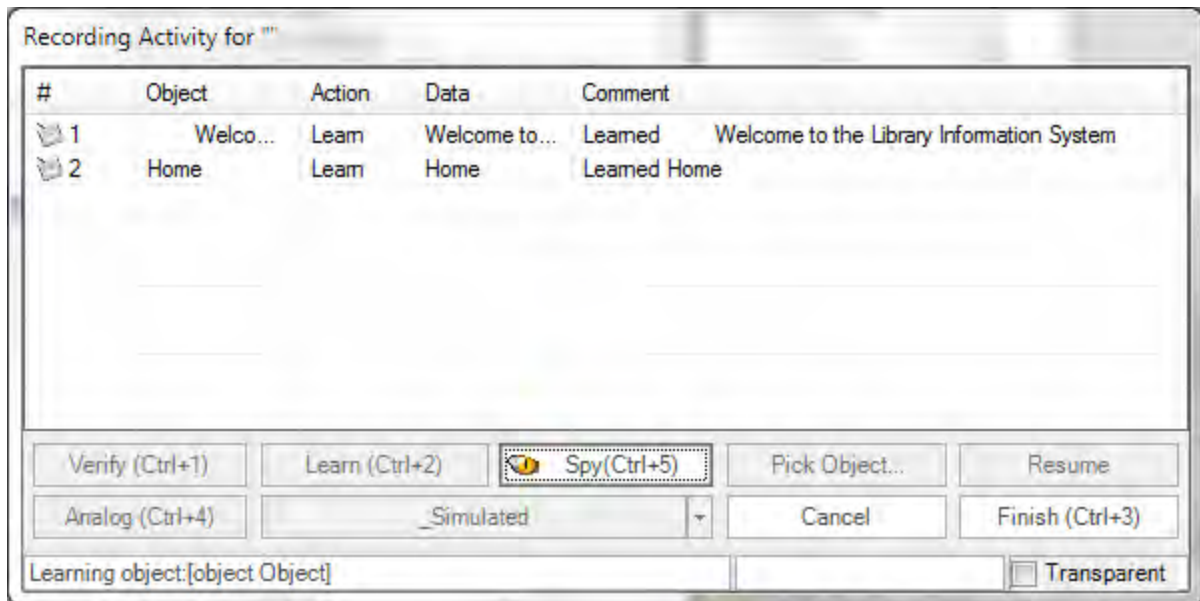 Recording Activity for ""
# Object Action Data Comment
1 Welco... Learn Welcome to... Learned Welcome to the Library Information System
2 Home Learn Home Learned Home
Verify (Ctrl+1) Learn (Ctrl+2) Spy(Ctrl+5) Pick Object... Resume
Analog (Ctrl+4) _Simulated Cancel Finish (Ctrl+3)
Learning object:[object Object] Transparent